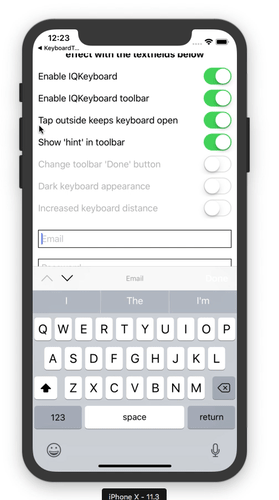 12:23
KeyboardT...
effect with the textfields below
Enable IQKeyboard
Enable IQKeyboard toolbar
Tap outside keeps keyboard open
Show 'hint' in toolbar
Change toolbar 'Done' button
Dark keyboard appearance
Increased keyboard distance
Email
Email
I The I'm
Q W E R T Y U I O P
A S D F G H J K L
Z X C V B N M
123 space return
iPhone X - 11.3